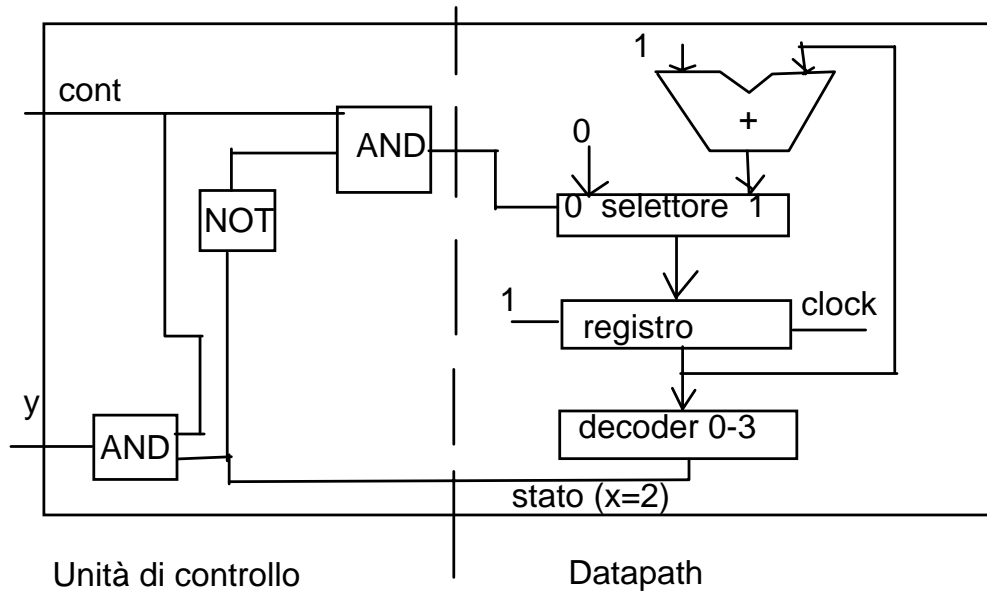 cont
y
NOT
AND
AND
1
+
0
0 selettore 1
1
registro
clock
decoder 0-3
stato (x=2)
Unità di controllo
Datapath